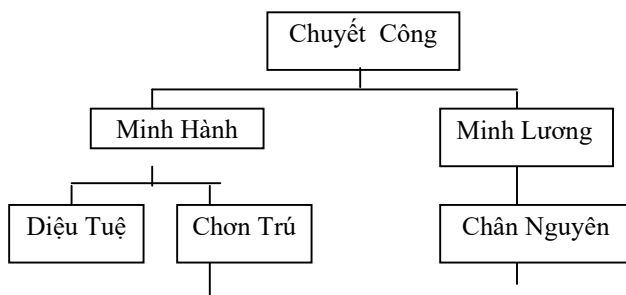 Chuyết Công
Minh Hành
Minh Lương
Diệu Tuệ
Chơn Trú
Chân Nguyên